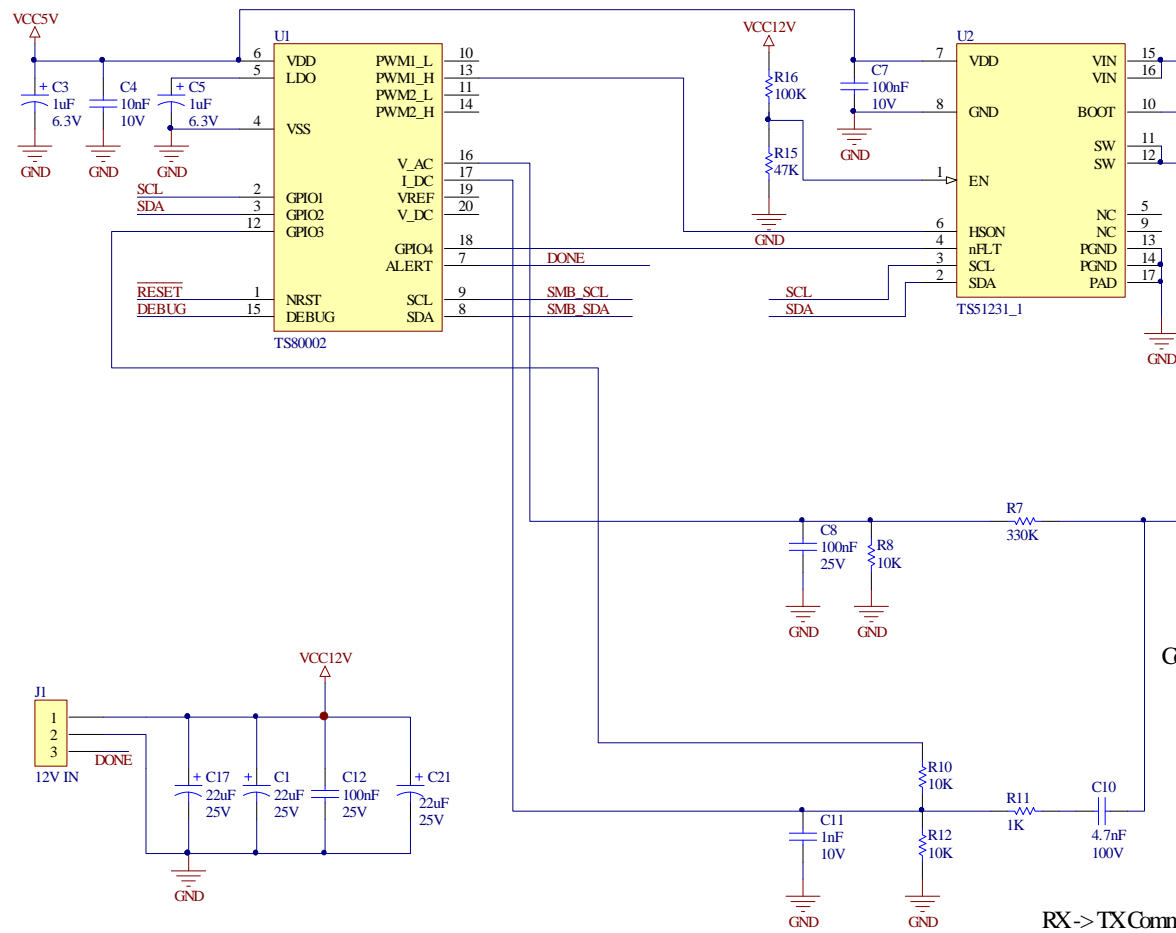 VCC5V
C3
1uF
6.3V
GND
C4
10nF
10V
GND
C5
1uF
6.3V
GND
U1
6 VDD
5 LDO
4 VSS
SCL 2 GPIO1
SDA 3 GPIO2
12 GPIO3
RESET 1 NRST
DEBUG 15 DEBUG
PWM1_L 10
PWM1_H 13
PWM2_L 11
PWM2_H 14
V_AC 16
I_DC 17
VREF 19
V_DC 20
GPIO4 18
ALERT 7 DONE
SCL 9 SMB_SCL
SDA 8 SMB_SDA
TS80002
VCC12V
R16
100K
R15
47K
GND
C7
100nF
10V
GND
U2
7 VDD
8 GND
1 EN
6 HSON
4 nFLT
SCL 3 SCL
SDA 2 SDA
VIN 15
VIN 16
BOOT 10
SW 11
SW 12
NC 5
NC 9
PGND 13
PGND 14
PAD 17
TS51231_1
GND
R7
330K
C8
100nF
25V
GND
R8
10K
GND
G
VCC12V
J1
1
2
3 DONE
12V IN
C17
22uF
25V
C1
22uF
25V
C12
100nF
25V
C21
22uF
25V
GND
R10
10K
R11
1K
C10
4.7nF
100V
C11
1nF
10V
GND
R12
10K
GND
RX->TX Comm